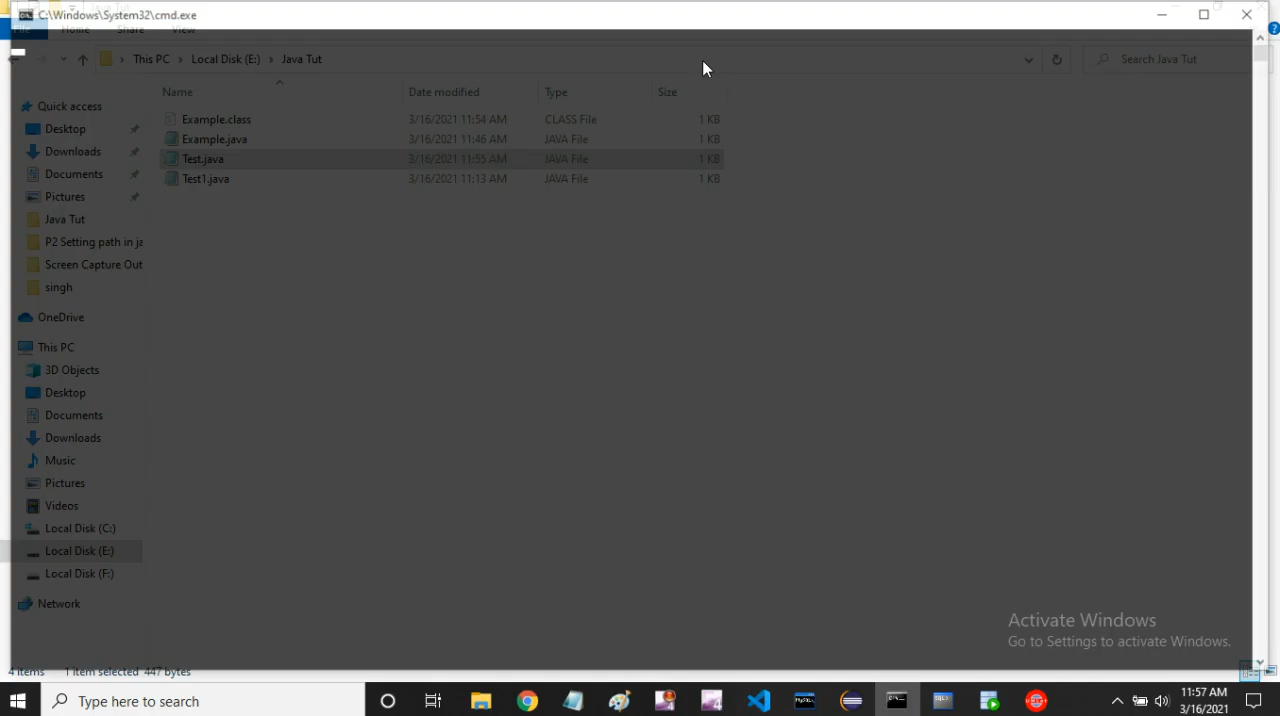 C:\Windows\System32\cmd.exe
File Home Share View
This PC > Local Disk (E:) > Java Tut
Search Java Tut
Name Date modified Type Size
Example.class 3/16/2021 11:54 AM CLASS File 1 KB
Example.java 3/16/2021 11:46 AM JAVA File 1 KB
Test.java 3/16/2021 11:55 AM JAVA File 1 KB
Test1.java 3/16/2021 11:13 AM JAVA File 1 KB
Quick access
Desktop
Downloads
Documents
Pictures
Java Tut
P2 Setting path in ja
Screen Capture Out
singh
OneDrive
This PC
3D Objects
Desktop
Documents
Downloads
Music
Pictures
Videos
Local Disk (C:)
Local Disk (E:)
Local Disk (F:)
Network
Activate Windows
Go to Settings to activate Windows.
4 items 1 item selected 447 bytes
Type here to search
11:57 AM
3/16/2021